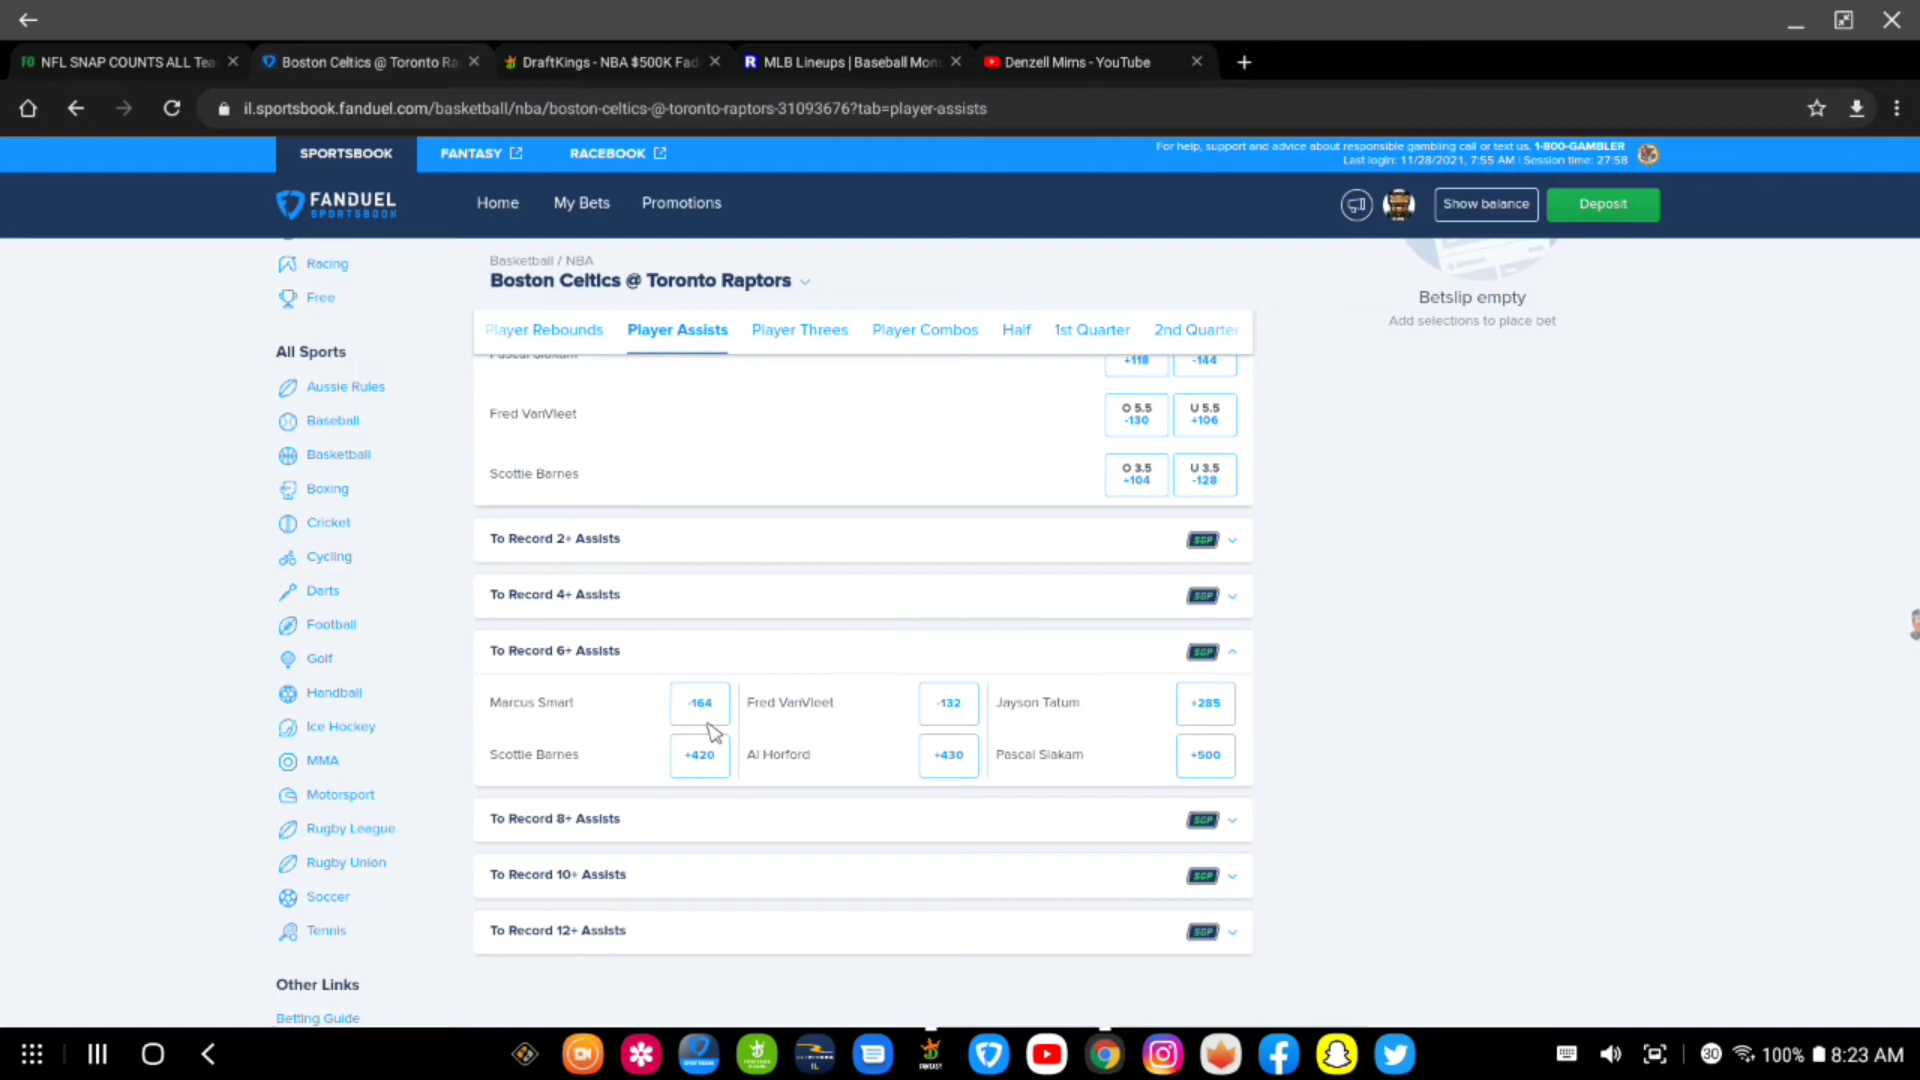 NFL SNAP COUNTS ALL Tea
Boston Celtics @ Toronto Ra
DraftKings - NBA $500K Fad
MLB Lineups | Baseball Mon
Denzell Mims - YouTube
il.sportsbook.fanduel.com/basketball/nba/boston-celtics-@-toronto-raptors-31093676?tab=player-assists
SPORTSBOOK
FANTASY
RACEBOOK
For help, support and advice about responsible gambling call or text us. 1-800-GAMBLER
Last login: 11/28/2021, 7:55 AM | Session time: 27:58
FANDUEL
SPORTSBOOK
Home
My Bets
Promotions
Show balance
Deposit
Racing
Free
All Sports
Aussie Rules
Baseball
Basketball
Boxing
Cricket
Cycling
Darts
Football
Golf
Handball
Ice Hockey
MMA
Motorsport
Rugby League
Rugby Union
Soccer
Tennis
Other Links
Betting Guide
Basketball / NBA
Boston Celtics @ Toronto Raptors
Player Rebounds
Player Assists
Player Threes
Player Combos
Half
1st Quarter
2nd Quarter
Pascal Siakam
+118
-144
Fred VanVleet
O 5.5
-130
U 5.5
+106
Scottie Barnes
O 3.5
+104
U 3.5
-128
To Record 2+ Assists
SGP
To Record 4+ Assists
SGP
To Record 6+ Assists
SGP
Marcus Smart
-164
Fred VanVleet
-132
Jayson Tatum
+285
Scottie Barnes
+420
Al Horford
+430
Pascal Siakam
+500
To Record 8+ Assists
SGP
To Record 10+ Assists
SGP
To Record 12+ Assists
SGP
Betslip empty
Add selections to place bet
30
100%
8:23 AM